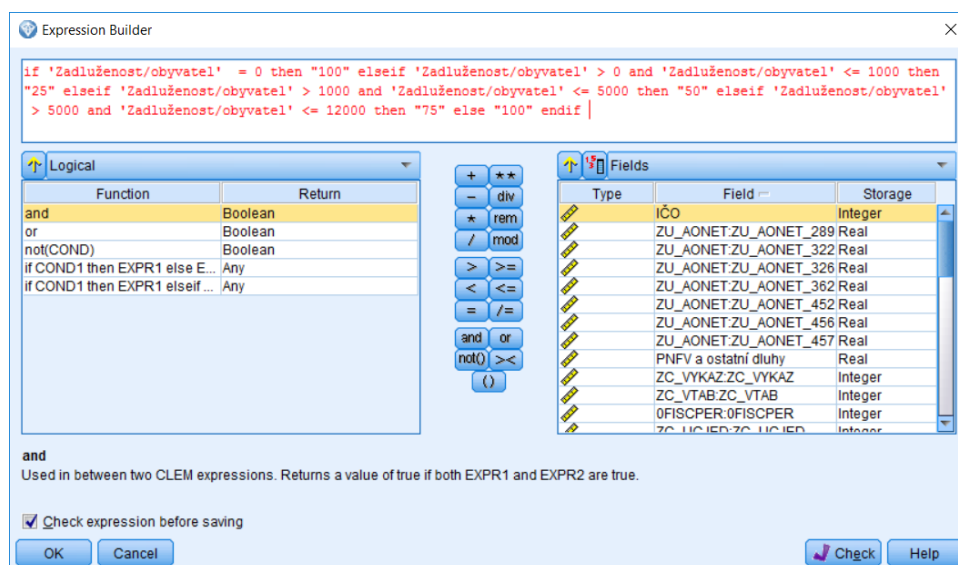 Expression Builder
if 'Zadluženost/obyvatel'  = 0 then "100" elseif 'Zadluženost/obyvatel' > 0 and 'Zadluženost/obyvatel' <= 1000 then
"25" elseif 'Zadluženost/obyvatel' > 1000 and 'Zadluženost/obyvatel' <= 5000 then "50" elseif 'Zadluženost/obyvatel'
> 5000 and 'Zadluženost/obyvatel' <= 12000 then "75" else "100" endif
Logical
Function Return
and Boolean
or Boolean
not(COND) Boolean
if COND1 then EXPR1 else E... Any
if COND1 then EXPR1 elseif ... Any
+ **
- div
* rem
/ mod
> >=
< <=
= /=
and or
not() ><
()
Fields
Type Field Storage
IČO Integer
ZU_AONET:ZU_AONET_289 Real
ZU_AONET:ZU_AONET_322 Real
ZU_AONET:ZU_AONET_326 Real
ZU_AONET:ZU_AONET_362 Real
ZU_AONET:ZU_AONET_452 Real
ZU_AONET:ZU_AONET_456 Real
ZU_AONET:ZU_AONET_457 Real
PNFV a ostatní dluhy Real
ZC_VYKAZ:ZC_VYKAZ Integer
ZC_VTAB:ZC_VTAB Integer
0FISCPER:0FISCPER Integer
and
Used in between two CLEM expressions. Returns a value of true if both EXPR1 and EXPR2 are true.
Check expression before saving
OK Cancel Check Help